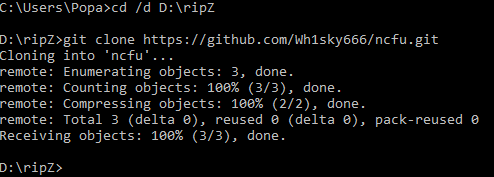 C:\Users\Popa>cd /d D:\ripZ
D:\ripZ>git clone https://github.com/Wh1sky666/ncfu.git
Cloning into 'ncfu'...
remote: Enumerating objects: 3, done.
remote: Counting objects: 100% (3/3), done.
remote: Compressing objects: 100% (2/2), done.
remote: Total 3 (delta 0), reused 0 (delta 0), pack-reused 0
Receiving objects: 100% (3/3), done.
D:\ripZ>